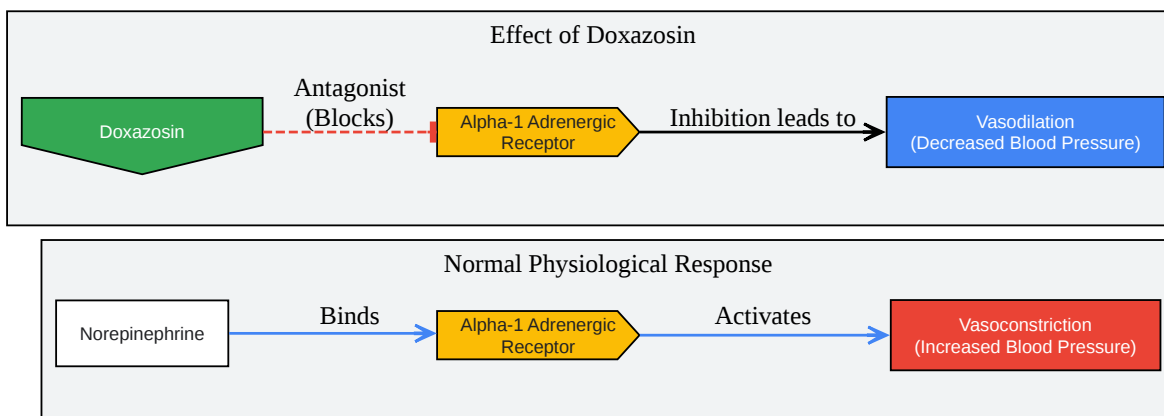 Effect of Doxazosin
Doxazosin
Antagonist
(Blocks)
Alpha-1 Adrenergic
Receptor
Inhibition leads to
Vasodilation
(Decreased Blood Pressure)
Normal Physiological Response
Norepinephrine
Binds
Alpha-1 Adrenergic
Receptor
Activates
Vasoconstriction
(Increased Blood Pressure)